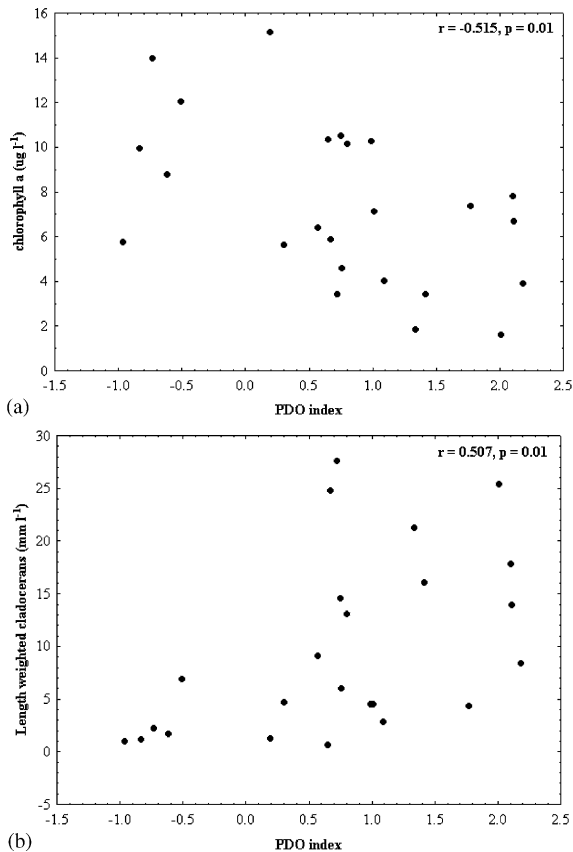 16
r = -0.515, p = 0.01
14
12
10
8
6
4
2
0
chlorophyll a (ug l-1)
-1.5 -1.0 -0.5 0.0 0.5 1.0 1.5 2.0 2.5
(a)
PDO index
30
r = 0.507, p = 0.01
25
20
15
10
5
0
-5
Length weighted cladocerans (mm l-1)
-1.5 -1.0 -0.5 0.0 0.5 1.0 1.5 2.0 2.5
(b)
PDO index